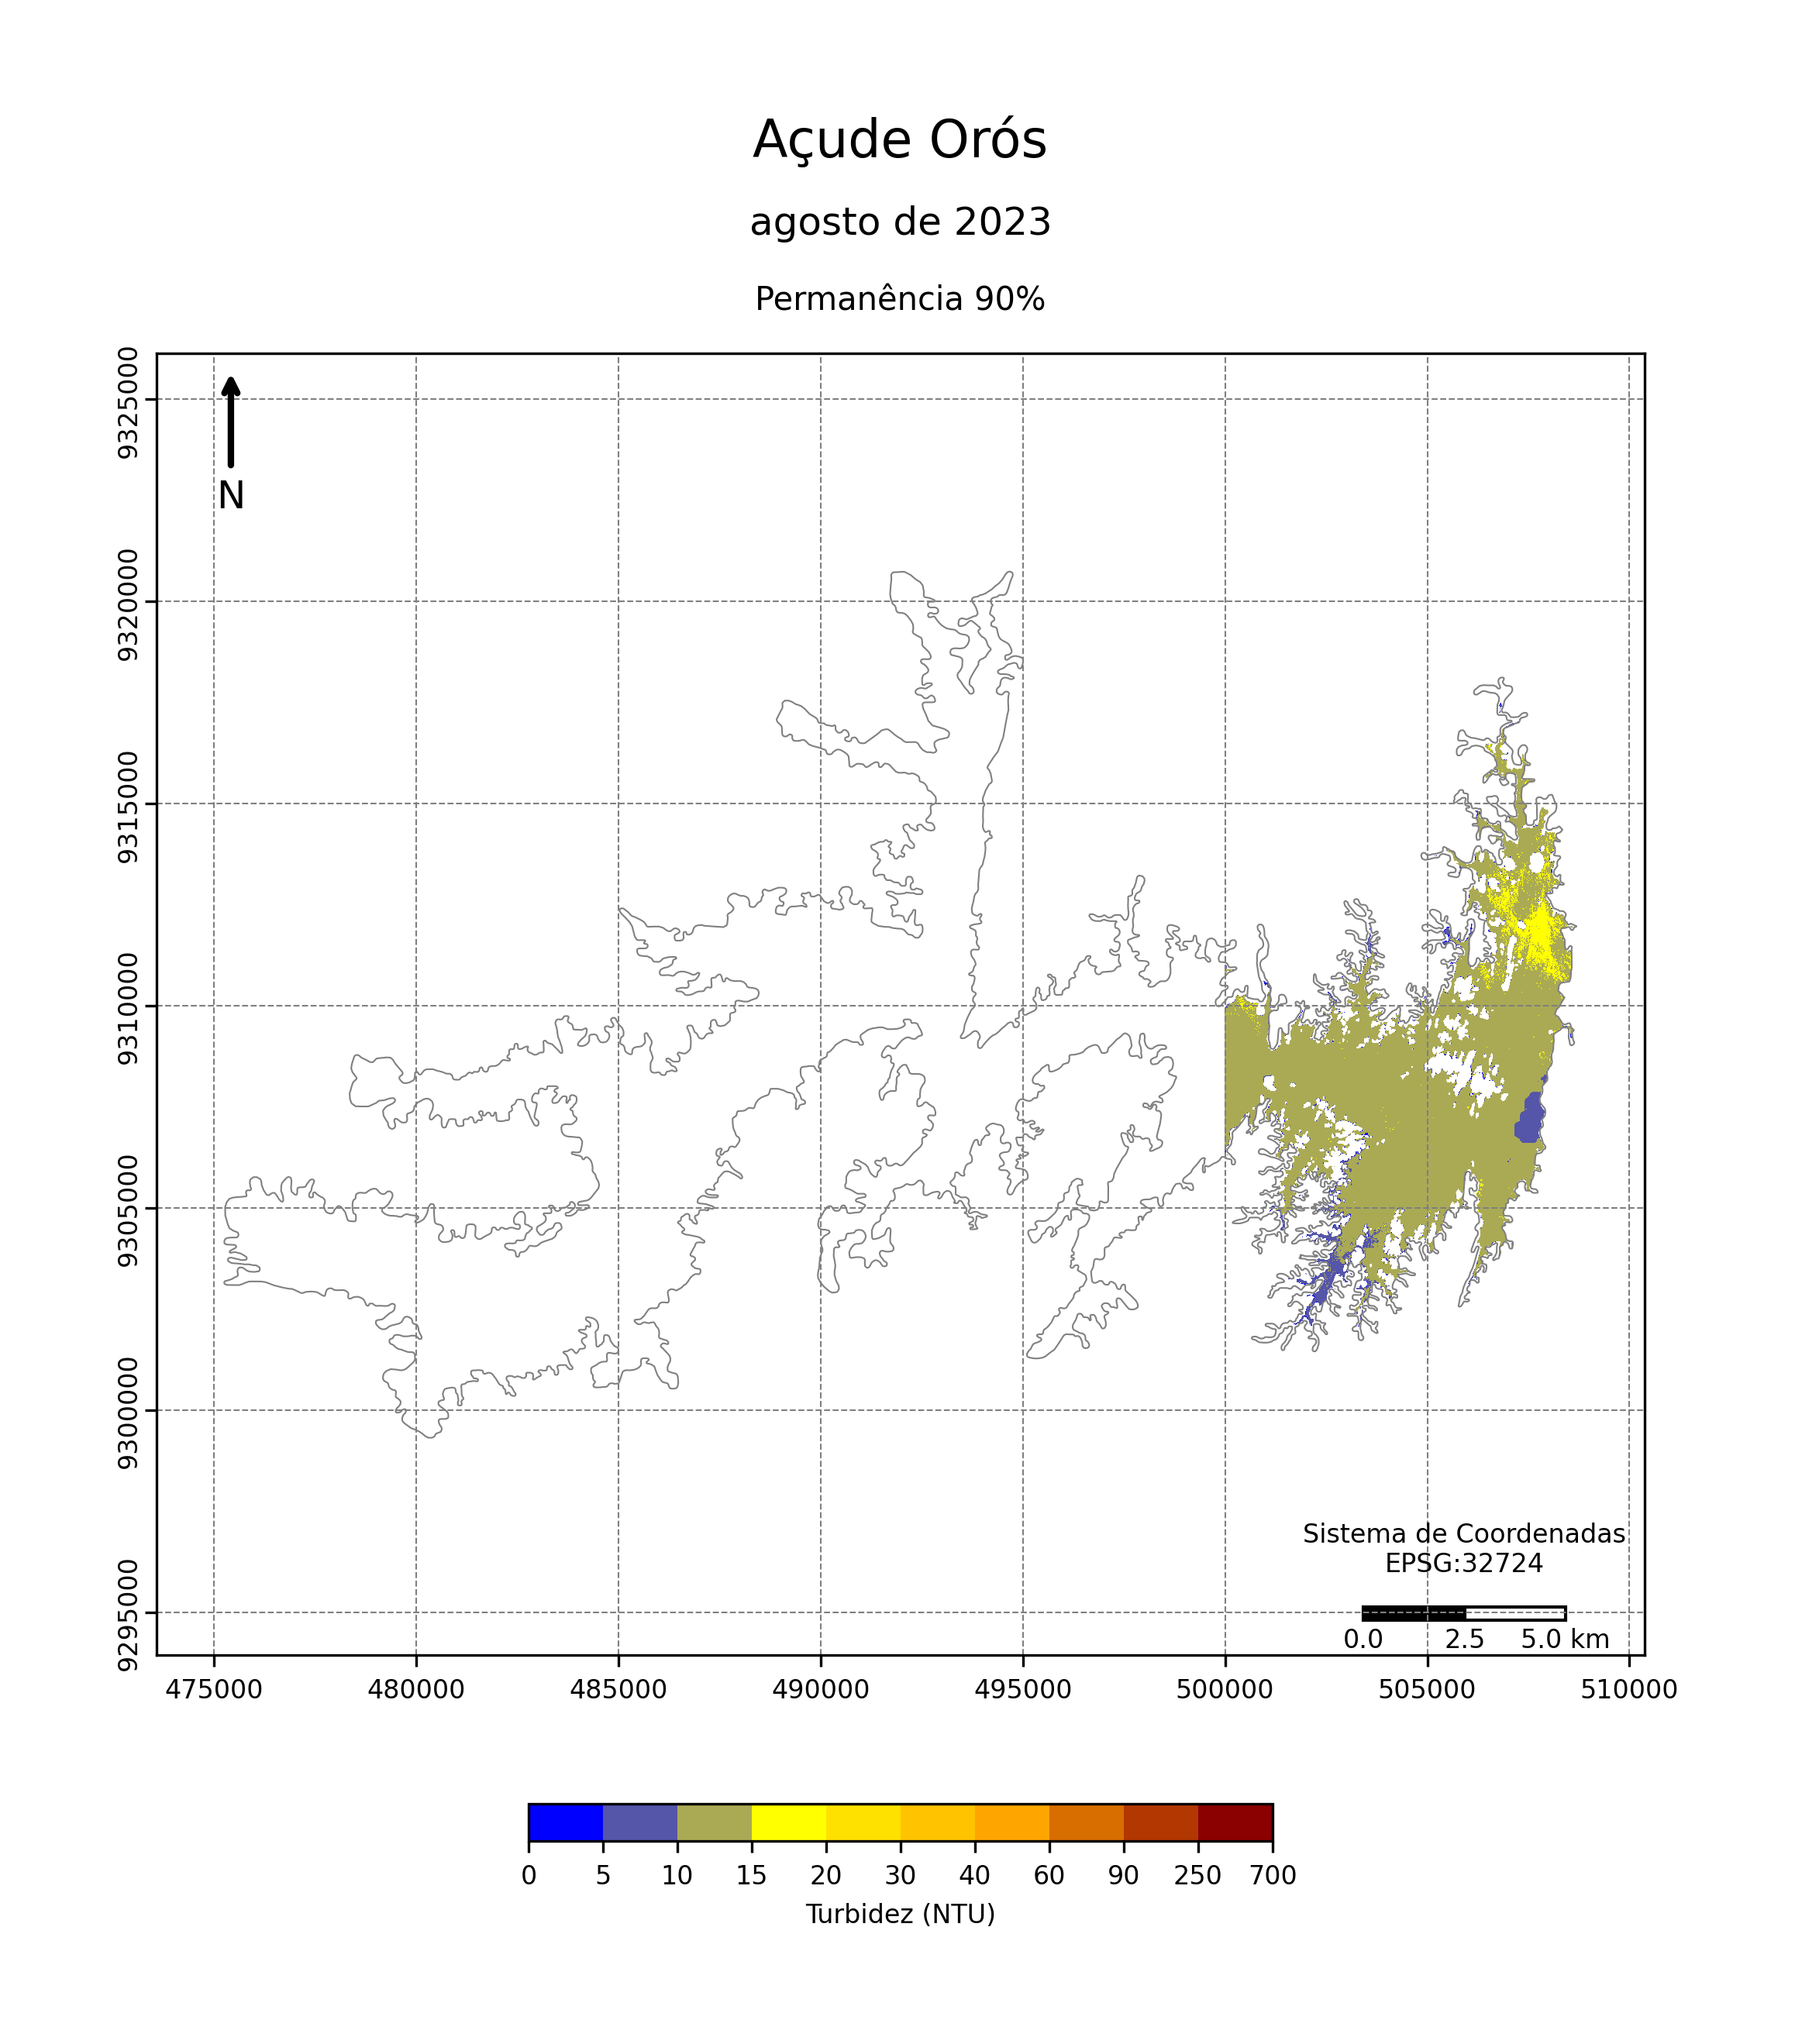 Açude Orós
agosto de 2023
Permanência 90%
9325000
9320000
9315000
9310000
9305000
9300000
9295000
N
Sistema de Coordenadas
EPSG:32724
0.0 2.5 5.0 km
475000 480000 485000 490000 495000 500000 505000 510000
0 5 10 15 20 30 40 60 90 250 700
Turbidez (NTU)